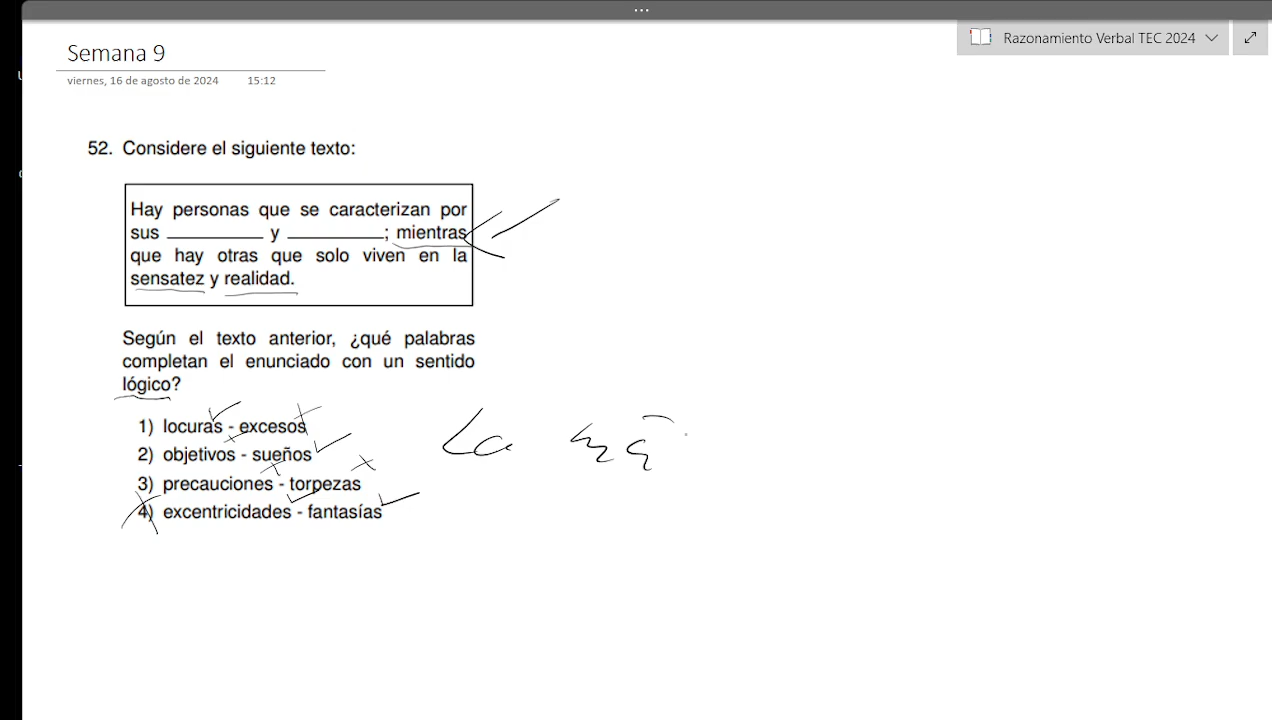 Razonamiento Verbal TEC 2024
Semana 9
viernes, 16 de agosto de 2024 15:12
52. Considere el siguiente texto:
Hay personas que se caracterizan por
sus ________ y ________; mientras
que hay otras que solo viven en la
sensatez y realidad.
Según el texto anterior, ¿qué palabras
completan el enunciado con un sentido
lógico?
1) locuras - excesos
2) objetivos - sueños
3) precauciones - torpezas
4) excentricidades - fantasías
La